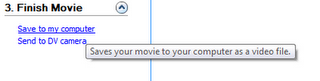 3. Finish Movie
Save to my computer
Send to DV camera
Saves your movie to your computer as a video file.